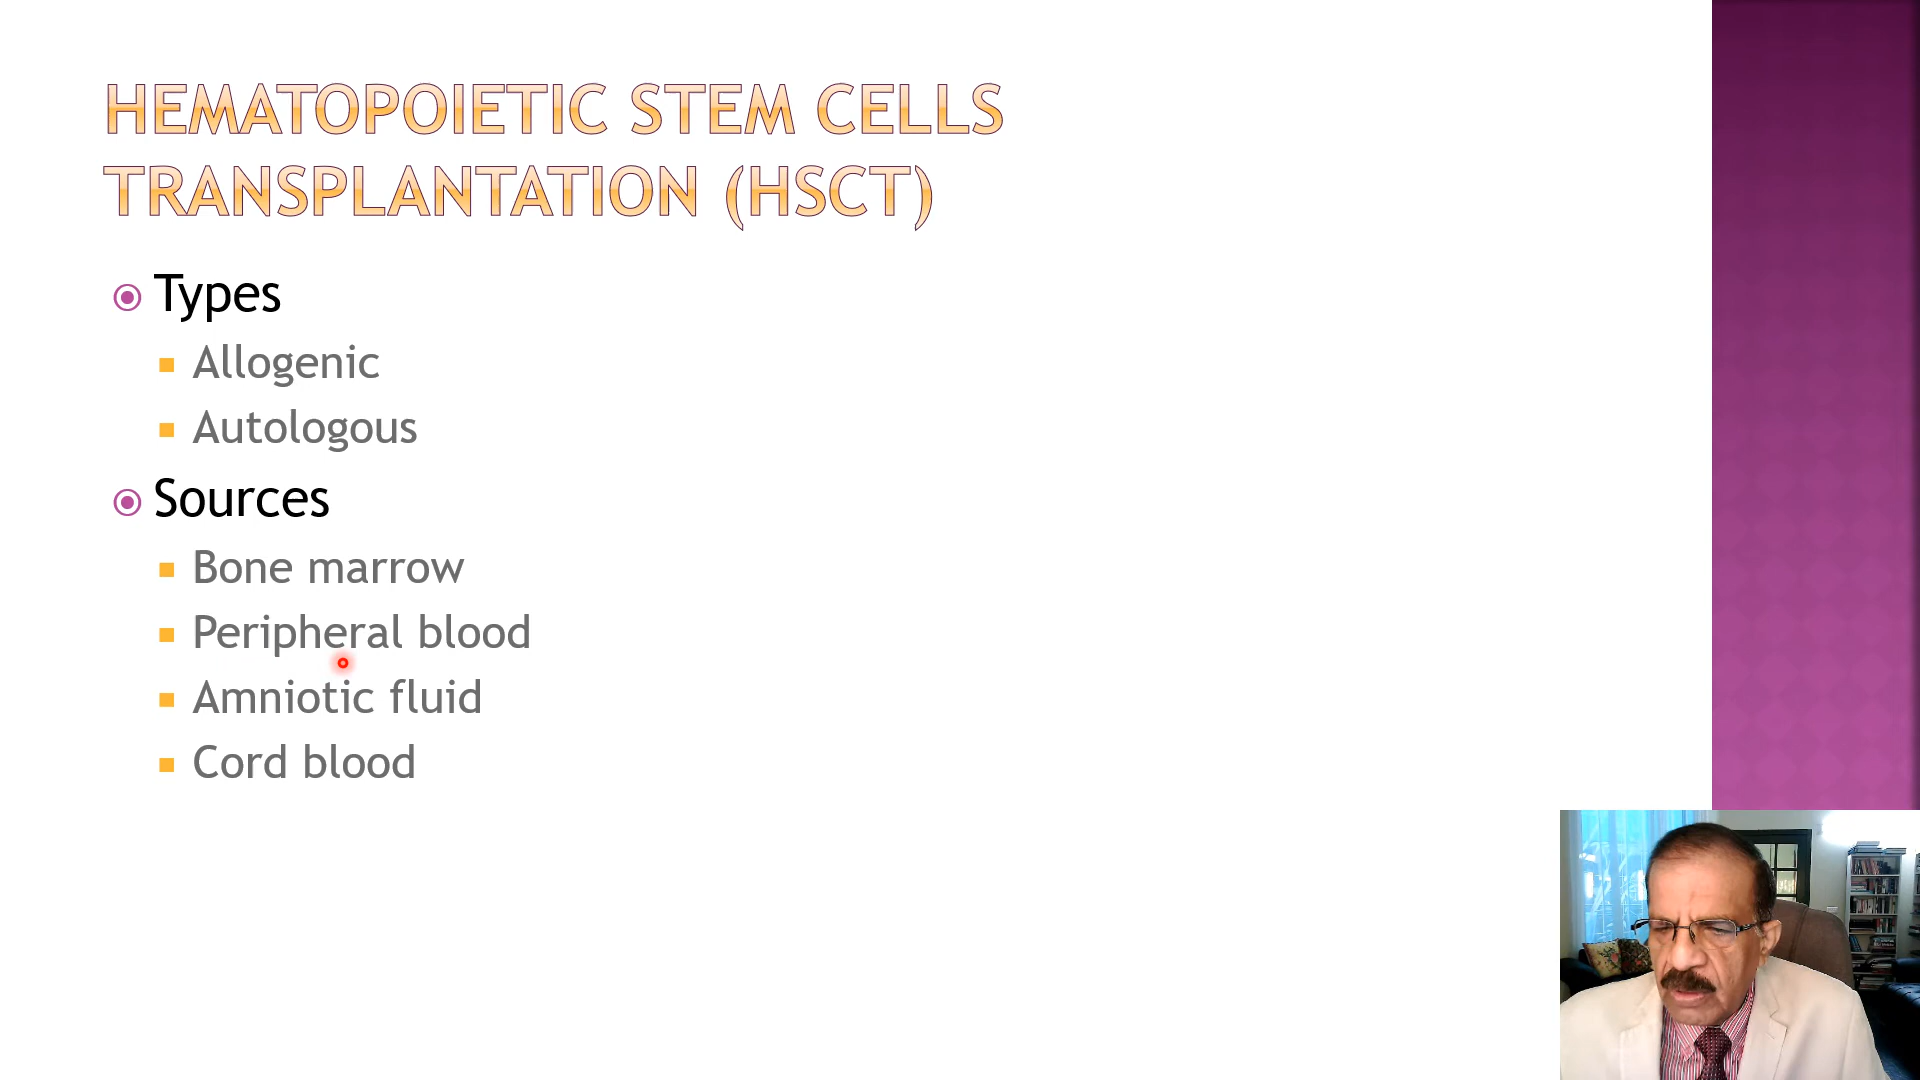 HEMATOPOIETIC STEM CELLS
TRANSPLANTATION (HSCT)
Types
Allogenic
Autologous
Sources
Bone marrow
Peripheral blood
Amniotic fluid
Cord blood